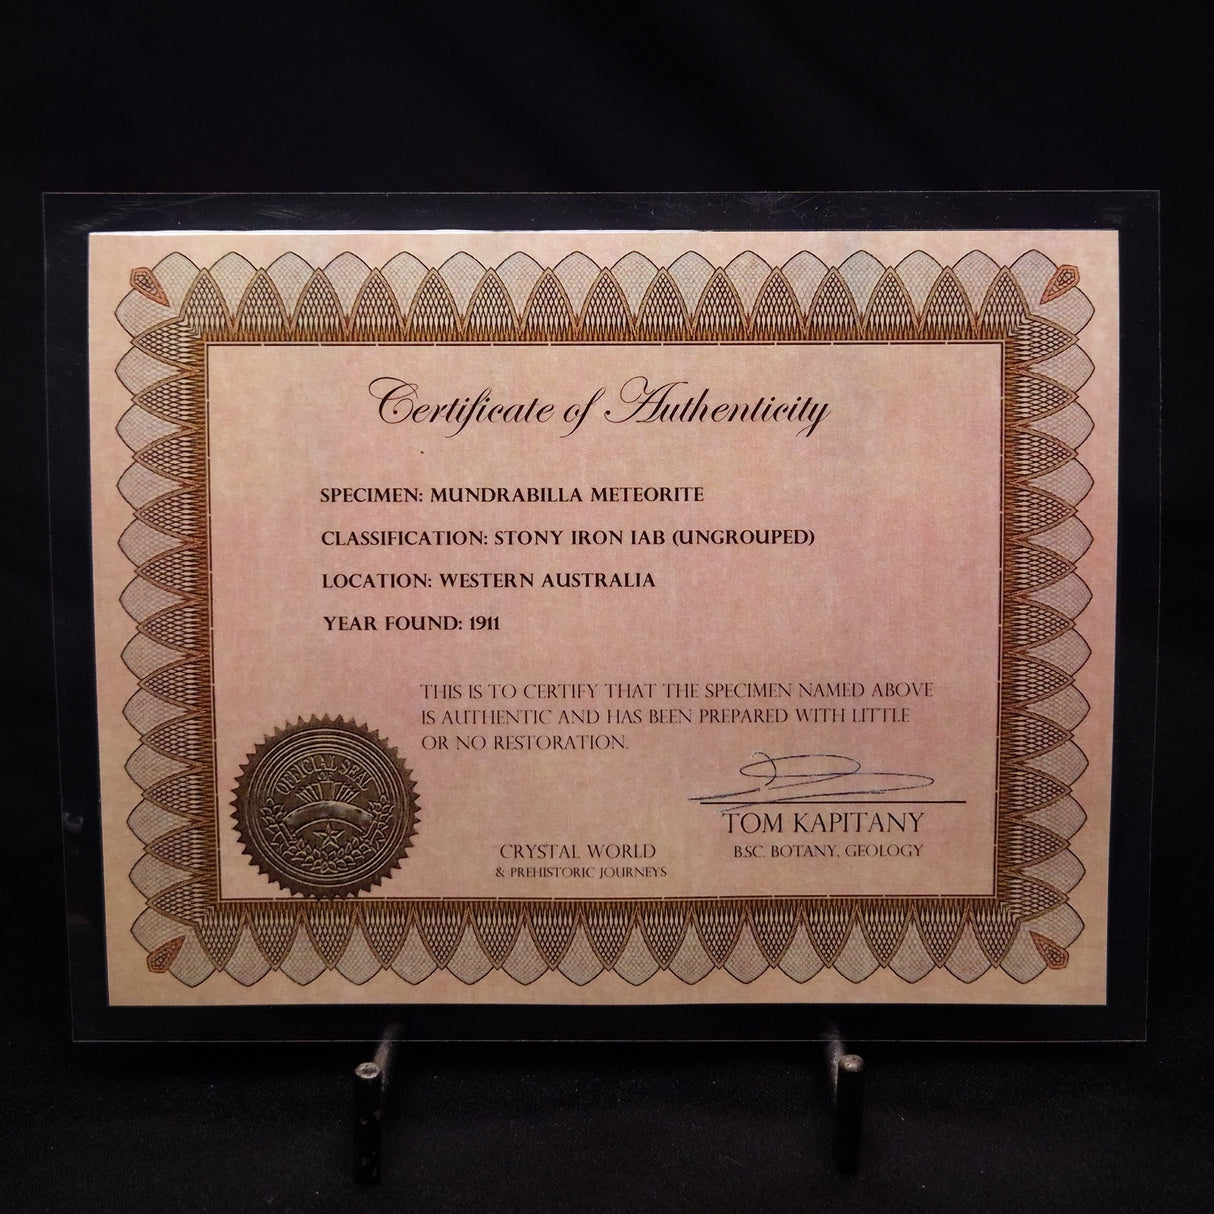 Certificate of Authenticity
SPECIMEN: MUNDRABILLA METEORITE
CLASSIFICATION: STONY IRON IAB (UNGROUPED)
LOCATION: WESTERN AUSTRALIA
YEAR FOUND: 1911
THIS IS TO CERTIFY THAT THE SPECIMEN NAMED ABOVE
IS AUTHENTIC AND HAS BEEN PREPARED WITH LITTLE
OR NO RESTORATION.
OFFICIAL SEAL
TOM KAPITANY
B.SC. BOTANY, GEOLOGY
CRYSTAL WORLD
& PREHISTORIC JOURNEYS